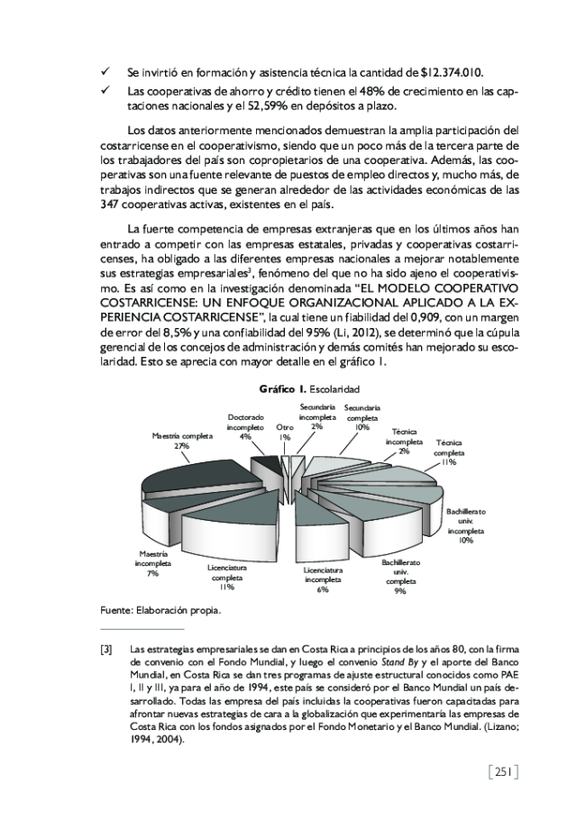 ✓ Se invirtió en formación y asistencia técnica la cantidad de $12.374.010.
✓ Las cooperativas de ahorro y crédito tienen el 48% de crecimiento en las cap-
taciones nacionales y el 52,59% en depósitos a plazo.
Los datos anteriormente mencionados demuestran la amplia participación del
costarricense en el cooperativismo, siendo que un poco más de la tercera parte de
los trabajadores del país son copropietarios de una cooperativa. Además, las coo-
perativas son una fuente relevante de puestos de empleo directos y, mucho más, de
trabajos indirectos que se generan alrededor de las actividades económicas de las
347 cooperativas activas, existentes en el país.
La fuerte competencia de empresas extranjeras que en los últimos años han
entrado a competir con las empresas estatales, privadas y cooperativas costarri-
censes, ha obligado a las diferentes empresas nacionales a mejorar notablemente
sus estrategias empresariales3, fenómeno del que no ha sido ajeno el cooperativis-
mo. Es así como en la investigación denominada “EL MODELO COOPERATIVO
COSTARRICENSE: UN ENFOQUE ORGANIZACIONAL APLICADO A LA EX-
PERIENCIA COSTARRICENSE”, la cual tiene un fiabilidad del 0,909, con un margen
de error del 8,5% y una confiabilidad del 95% (Li, 2012), se determinó que la cúpula
gerencial de los concejos de administración y demás comités han mejorado su esco-
laridad. Esto se aprecia con mayor detalle en el gráfico 1.
Gráfico 1. Escolaridad
Maestría completa
27%
Doctorado
incompleto
4%
Otro
1%
Secundaria
incompleta
2%
Secundaria
completa
10%
Técnica
incompleta
2%
Técnica
completa
11%
Bachillerato
univ.
incompleta
10%
Bachillerato
univ.
completa
9%
Licenciatura
incompleta
6%
Licenciatura
completa
11%
Maestría
incompleta
7%
Fuente: Elaboración propia.
[3] Las estrategias empresariales se dan en Costa Rica a principios de los años 80, con la firma
de convenio con el Fondo Mundial, y luego el convenio Stand By y el aporte del Banco
Mundial, en Costa Rica se dan tres programas de ajuste estructural conocidos como PAE
I, II y III, ya para el año de 1994, este país se consideró por el Banco Mundial un país de-
sarrollado. Todas las empresa del país incluidas la cooperativas fueron capacitadas para
afrontar nuevas estrategias de cara a la globalización que experimentaría las empresas de
Costa Rica con los fondos asignados por el Fondo Monetario y el Banco Mundial. (Lizano;
1994, 2004).
[251]